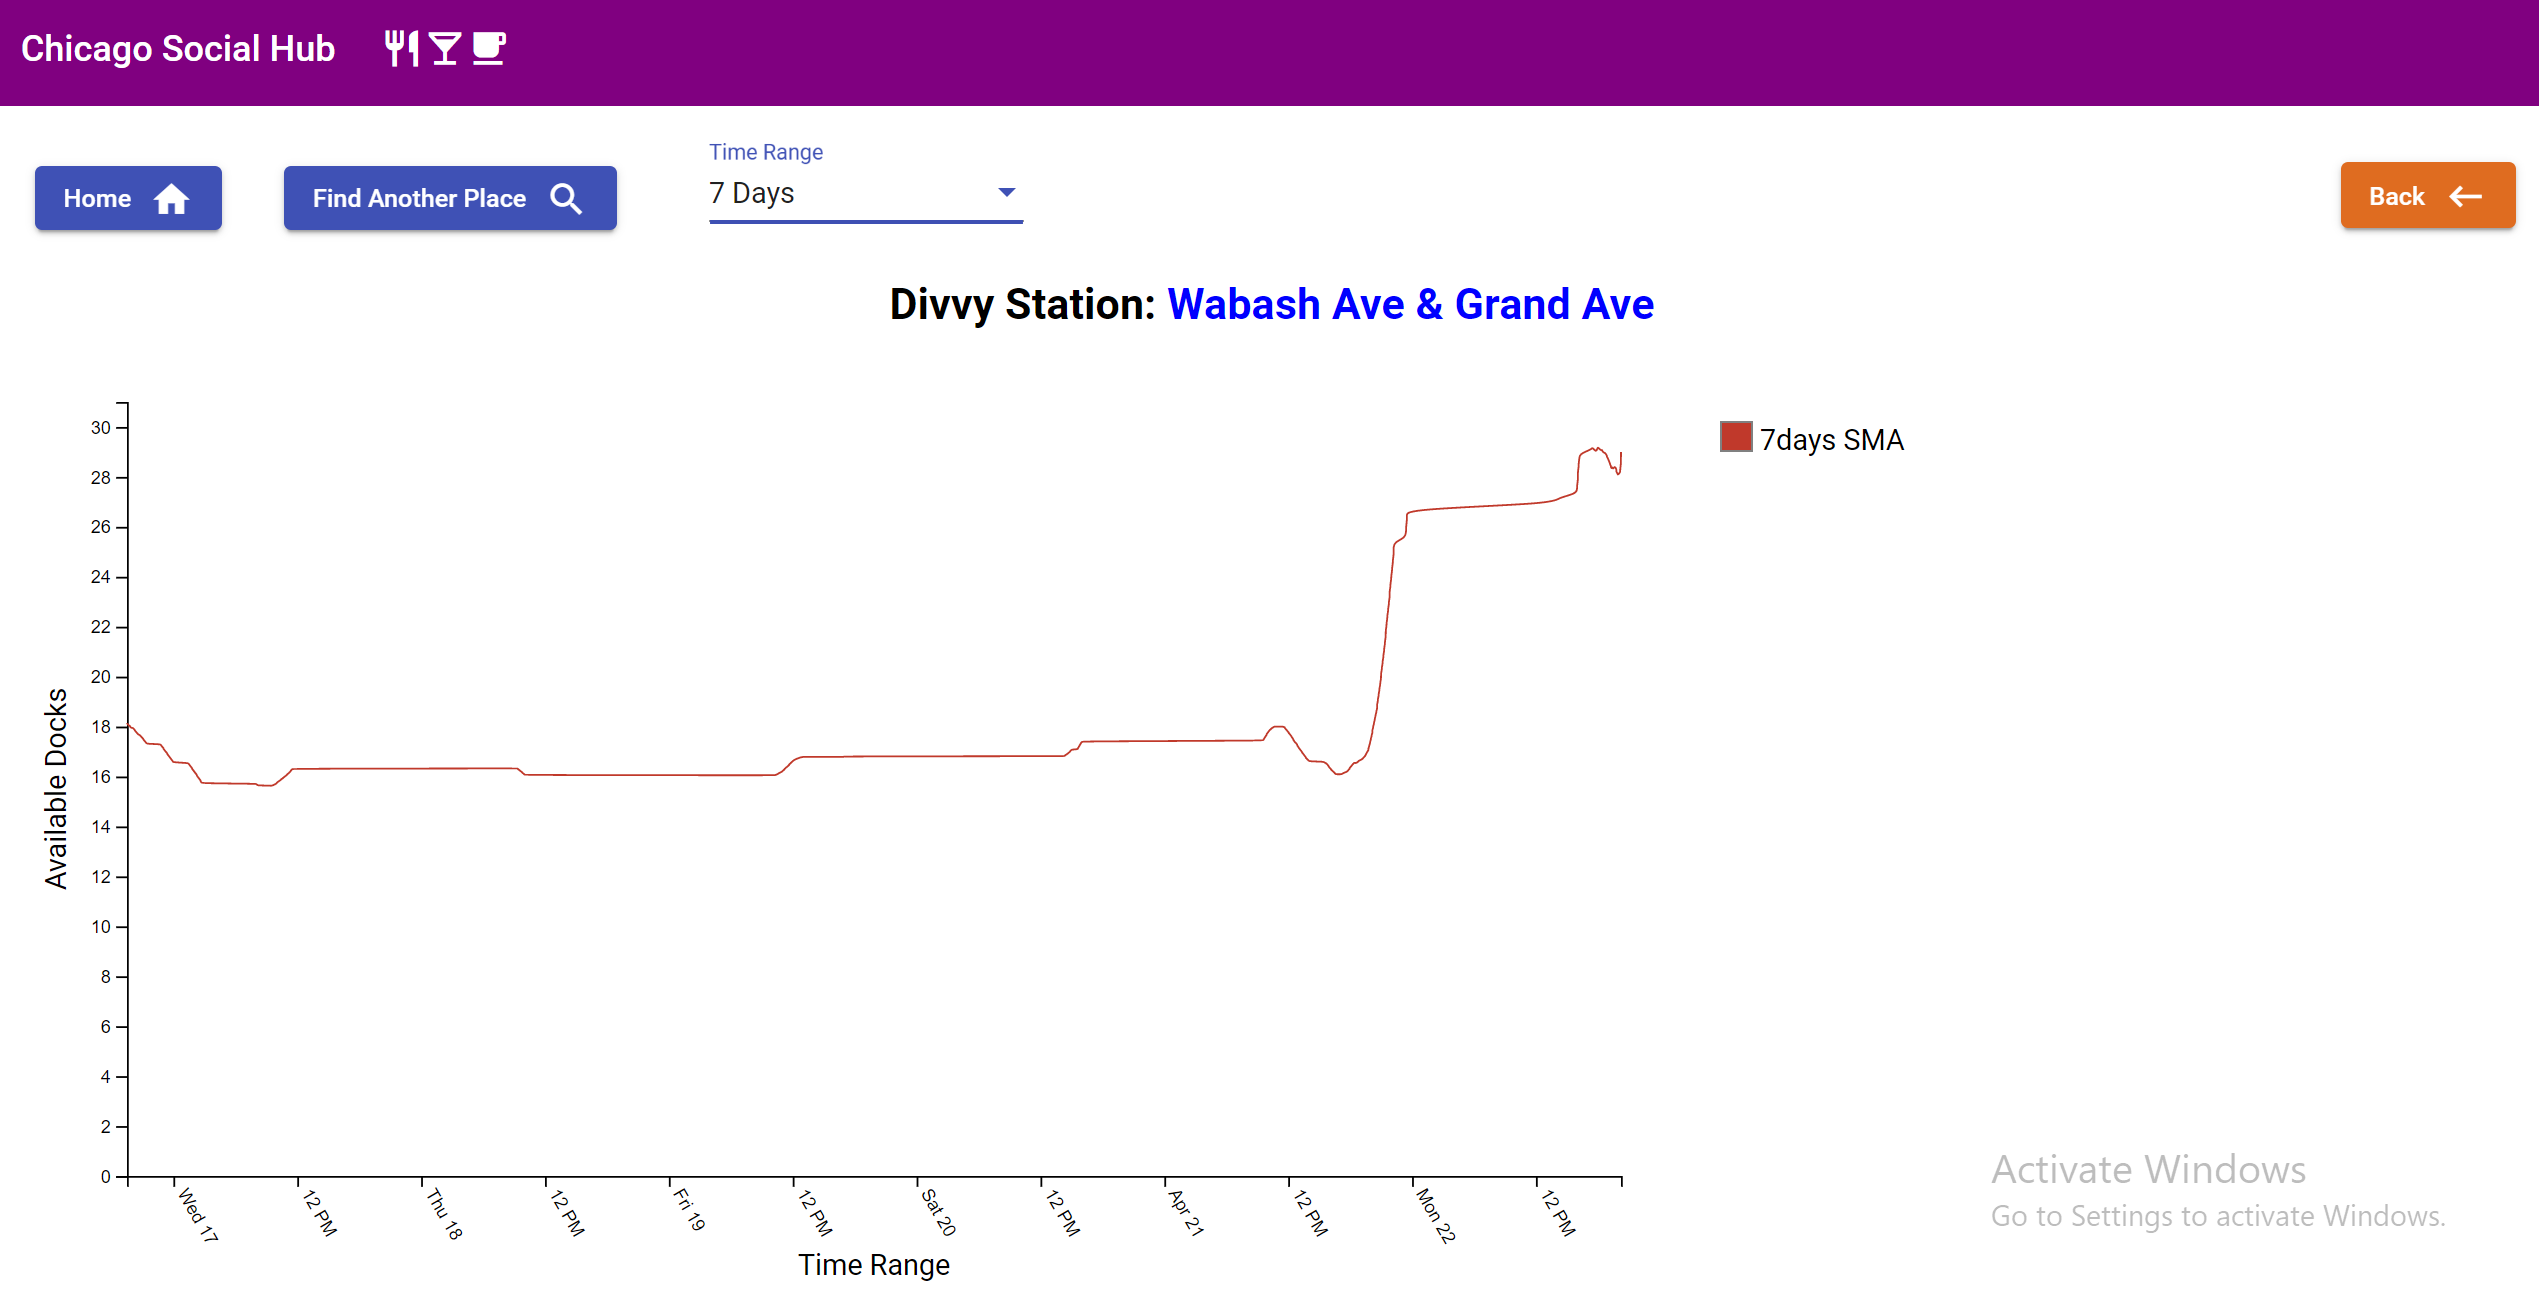 Chicago Social Hub
Home
Find Another Place
Time Range
7 Days
Back
Divvy Station: Wabash Ave & Grand Ave
30
28
26
24
22
20
18
16
14
12
10
8
6
4
2
0
Available Docks
7days SMA
Wed 17
12 PM
Thu 18
12 PM
Fri 19
12 PM
Sat 20
12 PM
Apr 21
12 PM
Mon 22
12 PM
Time Range
Activate Windows
Go to Settings to activate Windows.